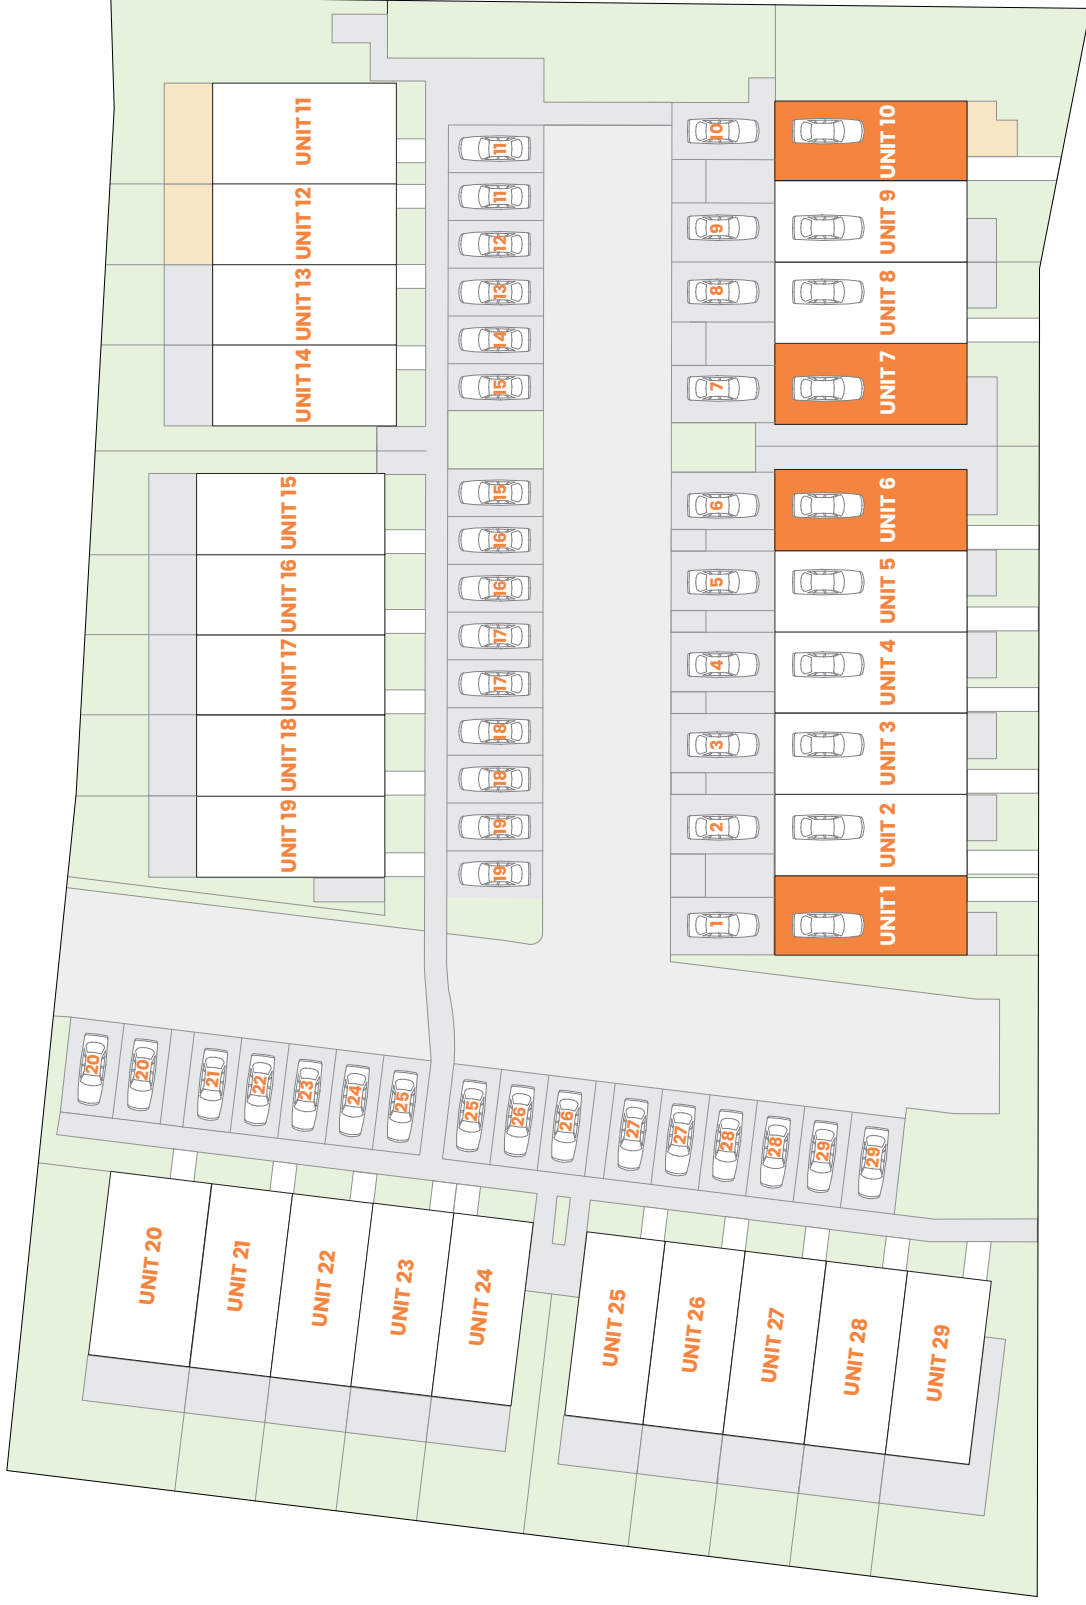 UNIT 11
UNIT 12
UNIT 13
UNIT 14
UNIT 15
UNIT 16
UNIT 17
UNIT 18
UNIT 19
11
11
12
13
14
15
15
16
16
17
17
18
18
19
19
10
9
8
7
6
5
4
3
2
1
UNIT 10
UNIT 9
UNIT 8
UNIT 7
UNIT 6
UNIT 5
UNIT 4
UNIT 3
UNIT 2
UNIT 1
20
20
21
22
23
24
25
25
26
26
27
27
28
28
29
29
UNIT 20
UNIT 21
UNIT 22
UNIT 23
UNIT 24
UNIT 25
UNIT 26
UNIT 27
UNIT 28
UNIT 29